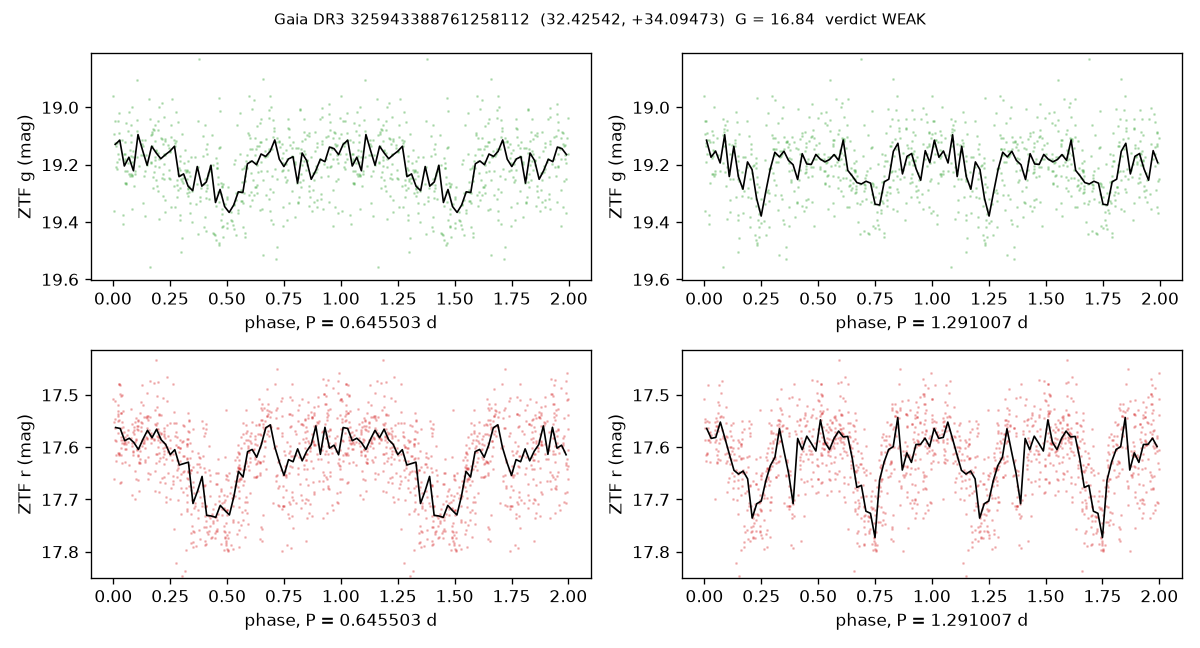 Gaia DR3 325943388761258112 (32.42542, +34.09473) G = 16.84 verdict WEAK
ZTF g (mag)
19.0
19.2
19.4
19.6
0.00 0.25 0.50 0.75 1.00 1.25 1.50 1.75 2.00
phase, P = 0.645503 d
ZTF g (mag)
19.0
19.2
19.4
19.6
0.00 0.25 0.50 0.75 1.00 1.25 1.50 1.75 2.00
phase, P = 1.291007 d
ZTF r (mag)
17.5
17.6
17.7
17.8
0.00 0.25 0.50 0.75 1.00 1.25 1.50 1.75 2.00
phase, P = 0.645503 d
ZTF r (mag)
17.5
17.6
17.7
17.8
0.00 0.25 0.50 0.75 1.00 1.25 1.50 1.75 2.00
phase, P = 1.291007 d